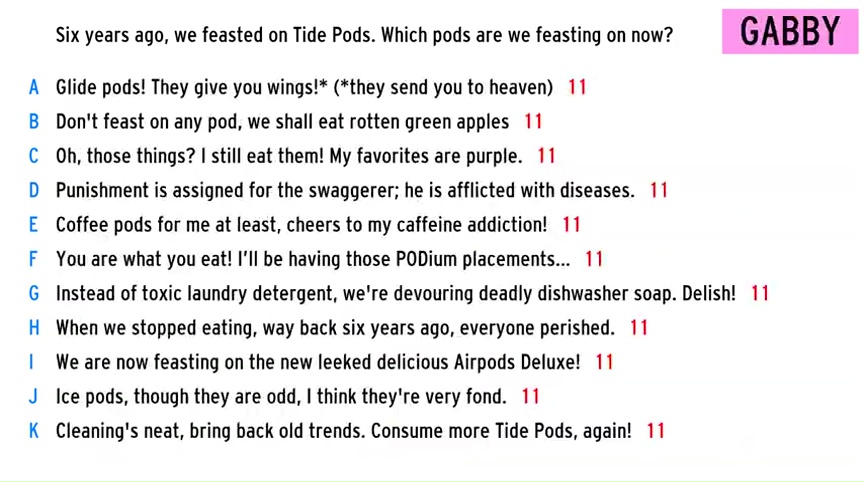 Six years ago, we feasted on Tide Pods. Which pods are we feasting on now?
GABBY
A Glide pods! They give you wings!* (*they send you to heaven) 11
B Don't feast on any pod, we shall eat rotten green apples 11
C Oh, those things? I still eat them! My favorites are purple. 11
D Punishment is assigned for the swaggerer; he is afflicted with diseases. 11
E Coffee pods for me at least, cheers to my caffeine addiction! 11
F You are what you eat! I'll be having those PODium placements... 11
G Instead of toxic laundry detergent, we're devouring deadly dishwasher soap. Delish! 11
H When we stopped eating, way back six years ago, everyone perished. 11
I We are now feasting on the new leeked delicious Airpods Deluxe! 11
J Ice pods, though they are odd, I think they're very fond. 11
K Cleaning's neat, bring back old trends. Consume more Tide Pods, again! 11